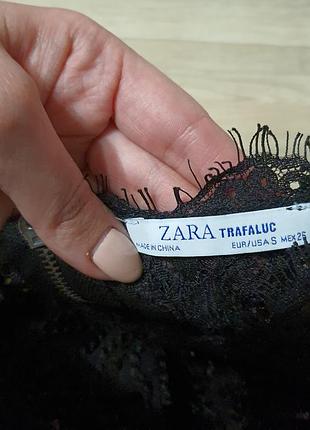 ZARA TRAFALUC
MADE IN CHINA
EUR/USA S MEX 26